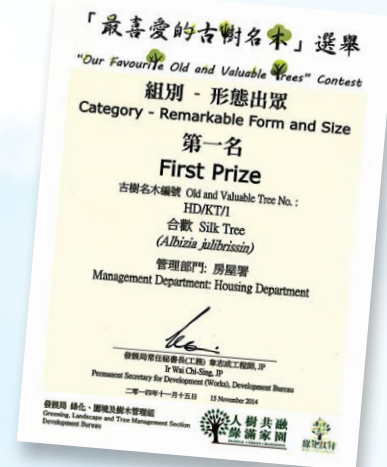 「最喜愛的古樹名木」選舉
"Our Favourite Old and Valuable Trees" Contest
組別 - 形態出眾
Category - Remarkable Form and Size
第一名
First Prize
古樹名木編號 Old and Valuable Tree No. :
HD/KT/1
合歡 Silk Tree
(Albizia julibrissin)
管理部門: 房屋署
Management Department: Housing Department
發展局常任秘書長(工務) 韋志成工程師, JP
Ir Wai Chi-Sing, JP
Permanent Secretary for Development (Works), Development Bureau
二零一四年十一月十五日 15 November 2014
發展局 綠化、園境及樹木管理組
Greening, Landscape and Tree Management Section
Development Bureau
人樹共融
綠滿家園